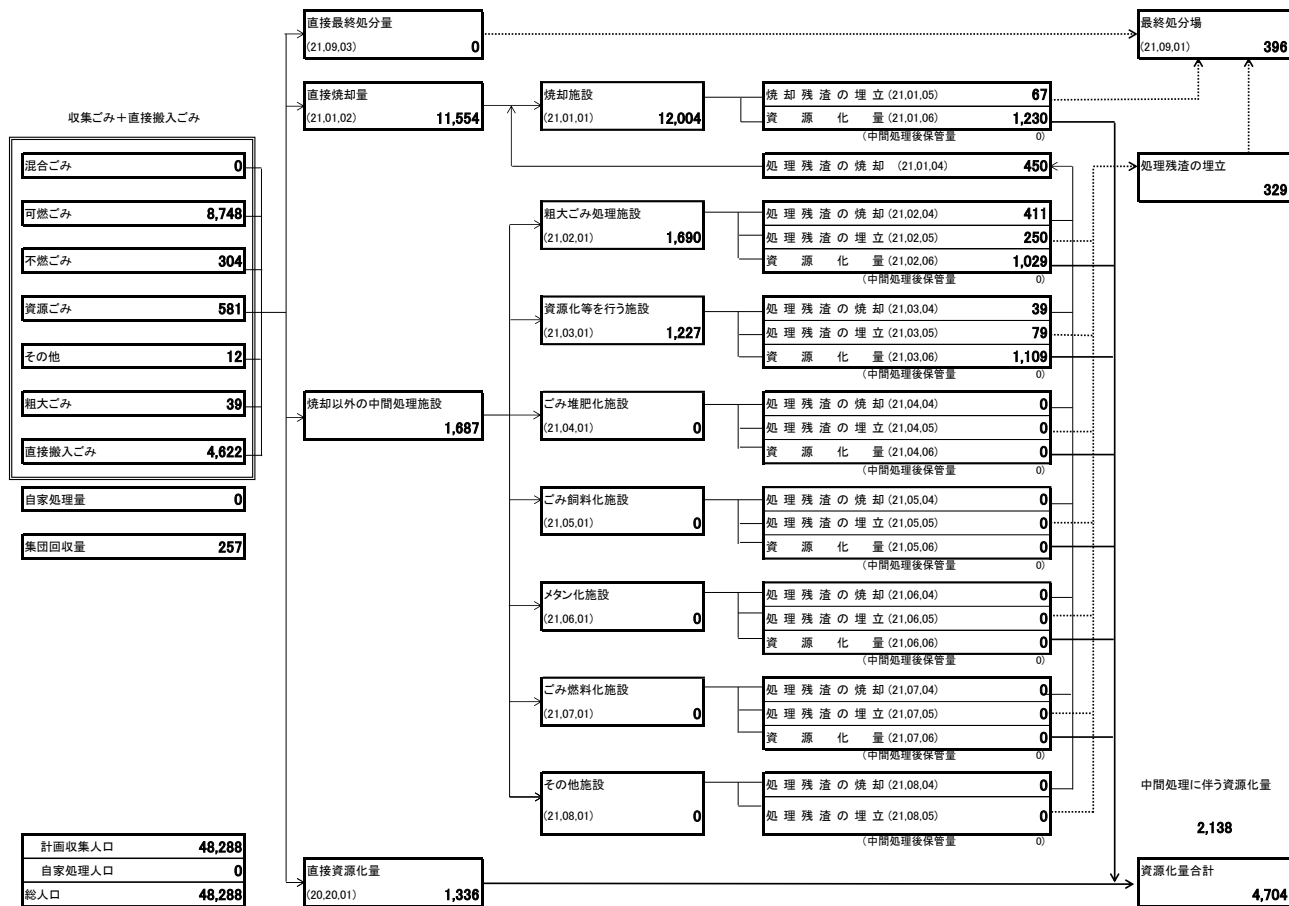 収集ごみ+直接搬入ごみ
混合ごみ 0
可燃ごみ 8,748
不燃ごみ 304
資源ごみ 581
その他 12
粗大ごみ 39
直接搬入ごみ 4,622
自家処理量 0
集団回収量 257
計画収集人口 48,288
自家処理人口 0
総人口 48,288
直接最終処分量
(21,09,03) 0
直接焼却量
(21,01,02) 11,554
焼却以外の中間処理施設
1,687
直接資源化量
(20,20,01) 1,336
焼却施設
(21,01,01) 12,004
粗大ごみ処理施設
(21,02,01) 1,690
資源化等を行う施設
(21,03,01) 1,227
ごみ堆肥化施設
(21,04,01) 0
ごみ飼料化施設
(21,05,01) 0
メタン化施設
(21,06,01) 0
ごみ燃料化施設
(21,07,01) 0
その他施設
(21,08,01) 0
焼却残渣の埋立 (21,01,05) 67
資源化量 (21,01,06) 1,230
(中間処理後保管量 0)
処理残渣の焼却 (21,01,04) 450
処理残渣の焼却 (21,02,04) 411
処理残渣の埋立 (21,02,05) 250
資源化量 (21,02,06) 1,029
(中間処理後保管量 0)
処理残渣の焼却 (21,03,04) 39
処理残渣の埋立 (21,03,05) 79
資源化量 (21,03,06) 1,109
(中間処理後保管量 0)
処理残渣の焼却 (21,04,04) 0
処理残渣の埋立 (21,04,05) 0
資源化量 (21,04,06) 0
(中間処理後保管量 0)
処理残渣の焼却 (21,05,04) 0
処理残渣の埋立 (21,05,05) 0
資源化量 (21,05,06) 0
(中間処理後保管量 0)
処理残渣の焼却 (21,06,04) 0
処理残渣の埋立 (21,06,05) 0
資源化量 (21,06,06) 0
(中間処理後保管量 0)
処理残渣の焼却 (21,07,04) 0
処理残渣の埋立 (21,07,05) 0
資源化量 (21,07,06) 0
(中間処理後保管量 0)
処理残渣の焼却 (21,08,04) 0
処理残渣の埋立 (21,08,05) 0
(中間処理後保管量 0)
最終処分場
(21,09,01) 396
処理残渣の埋立
329
中間処理に伴う資源化量
2,138
資源化量合計
4,704